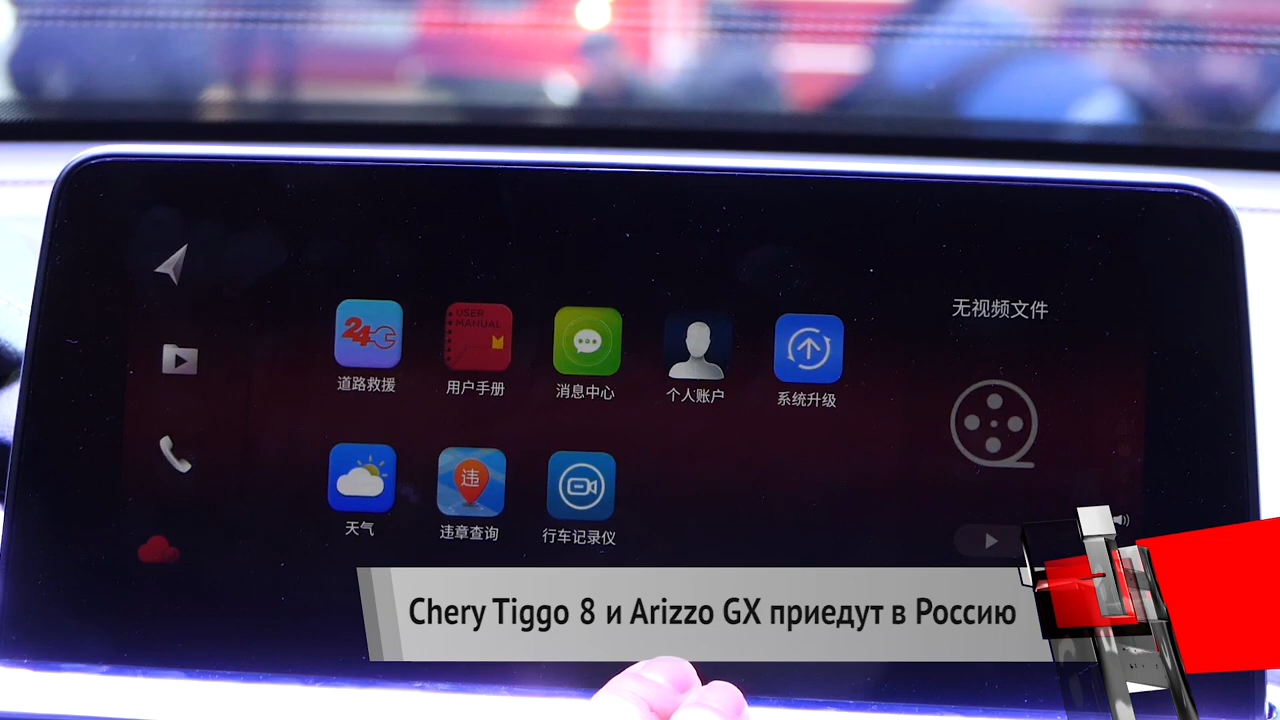 无视频文件
24
USER
MANUAL
道路救援
用户手册
消息中心
个人账户
系统升级
违
天气
违章查询
行车记录仪
Chery Tiggo 8 и Arizzo GX приедут в Россию